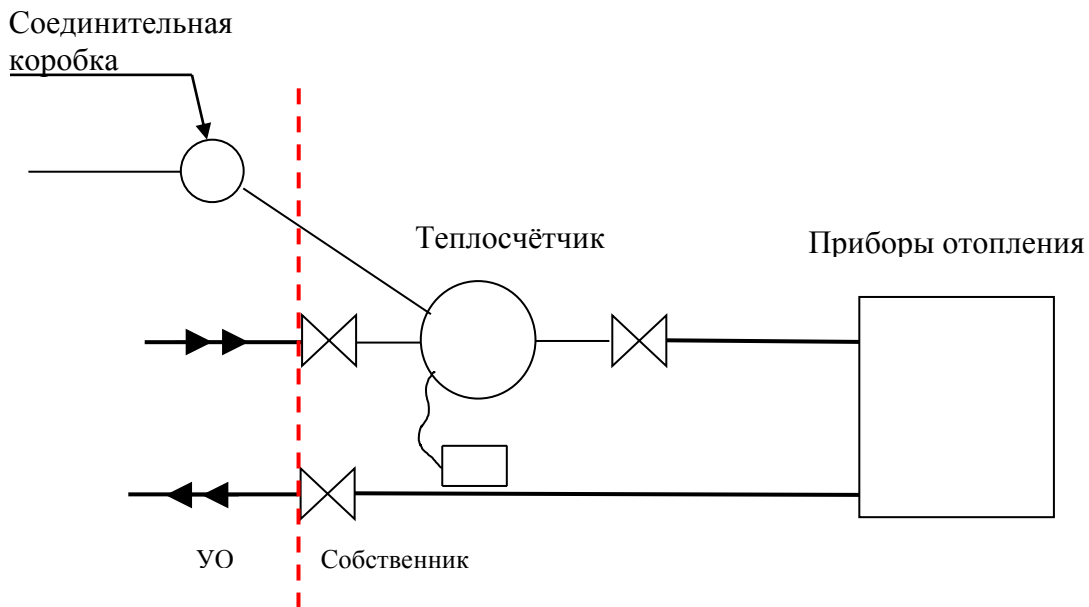 Соединительная
коробка
Теплосчётчик
Приборы отопления
УО
Собственник